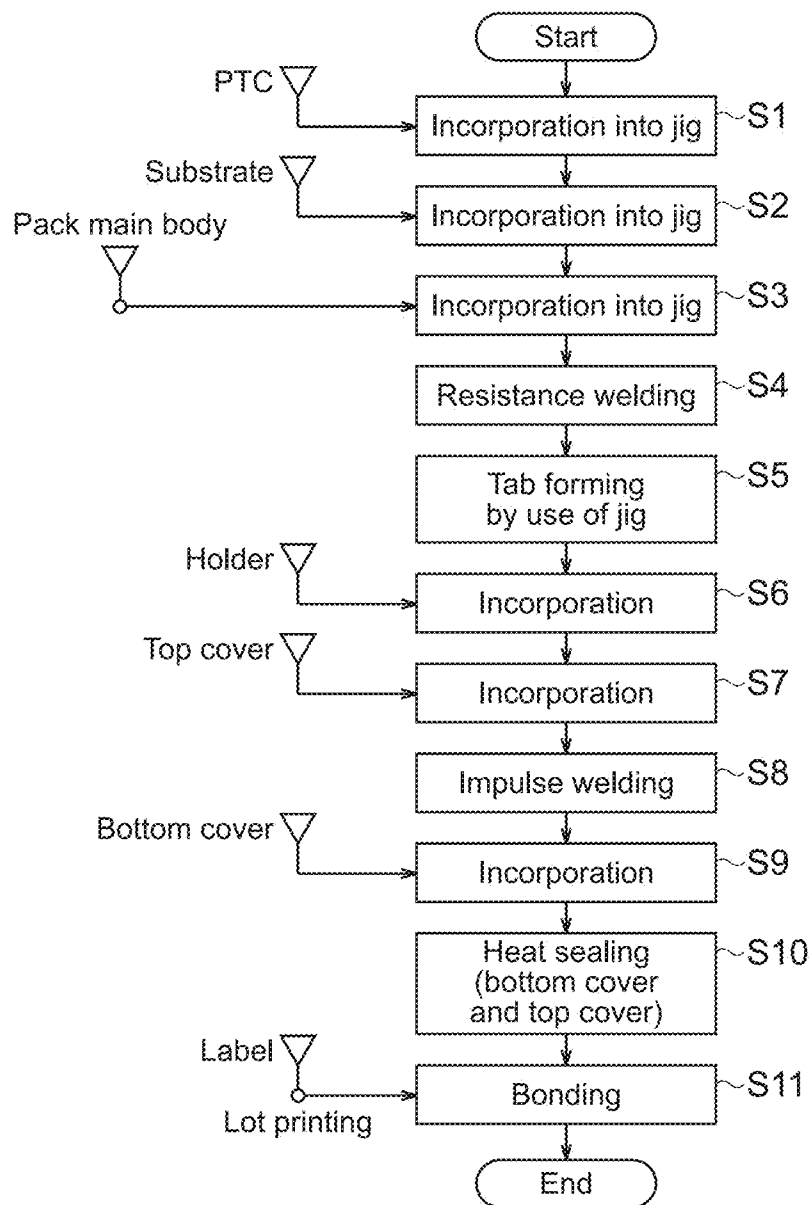 Start
PTC
Incorporation into jig
S1
Substrate
Incorporation into jig
S2
Pack main body
Incorporation into jig
S3
Resistance welding
S4
Tab forming
by use of jig
S5
Holder
Incorporation
S6
Top cover
Incorporation
S7
Impulse welding
S8
Bottom cover
Incorporation
S9
Heat sealing
(bottom cover
and top cover)
S10
Label
Lot printing
Bonding
S11
End